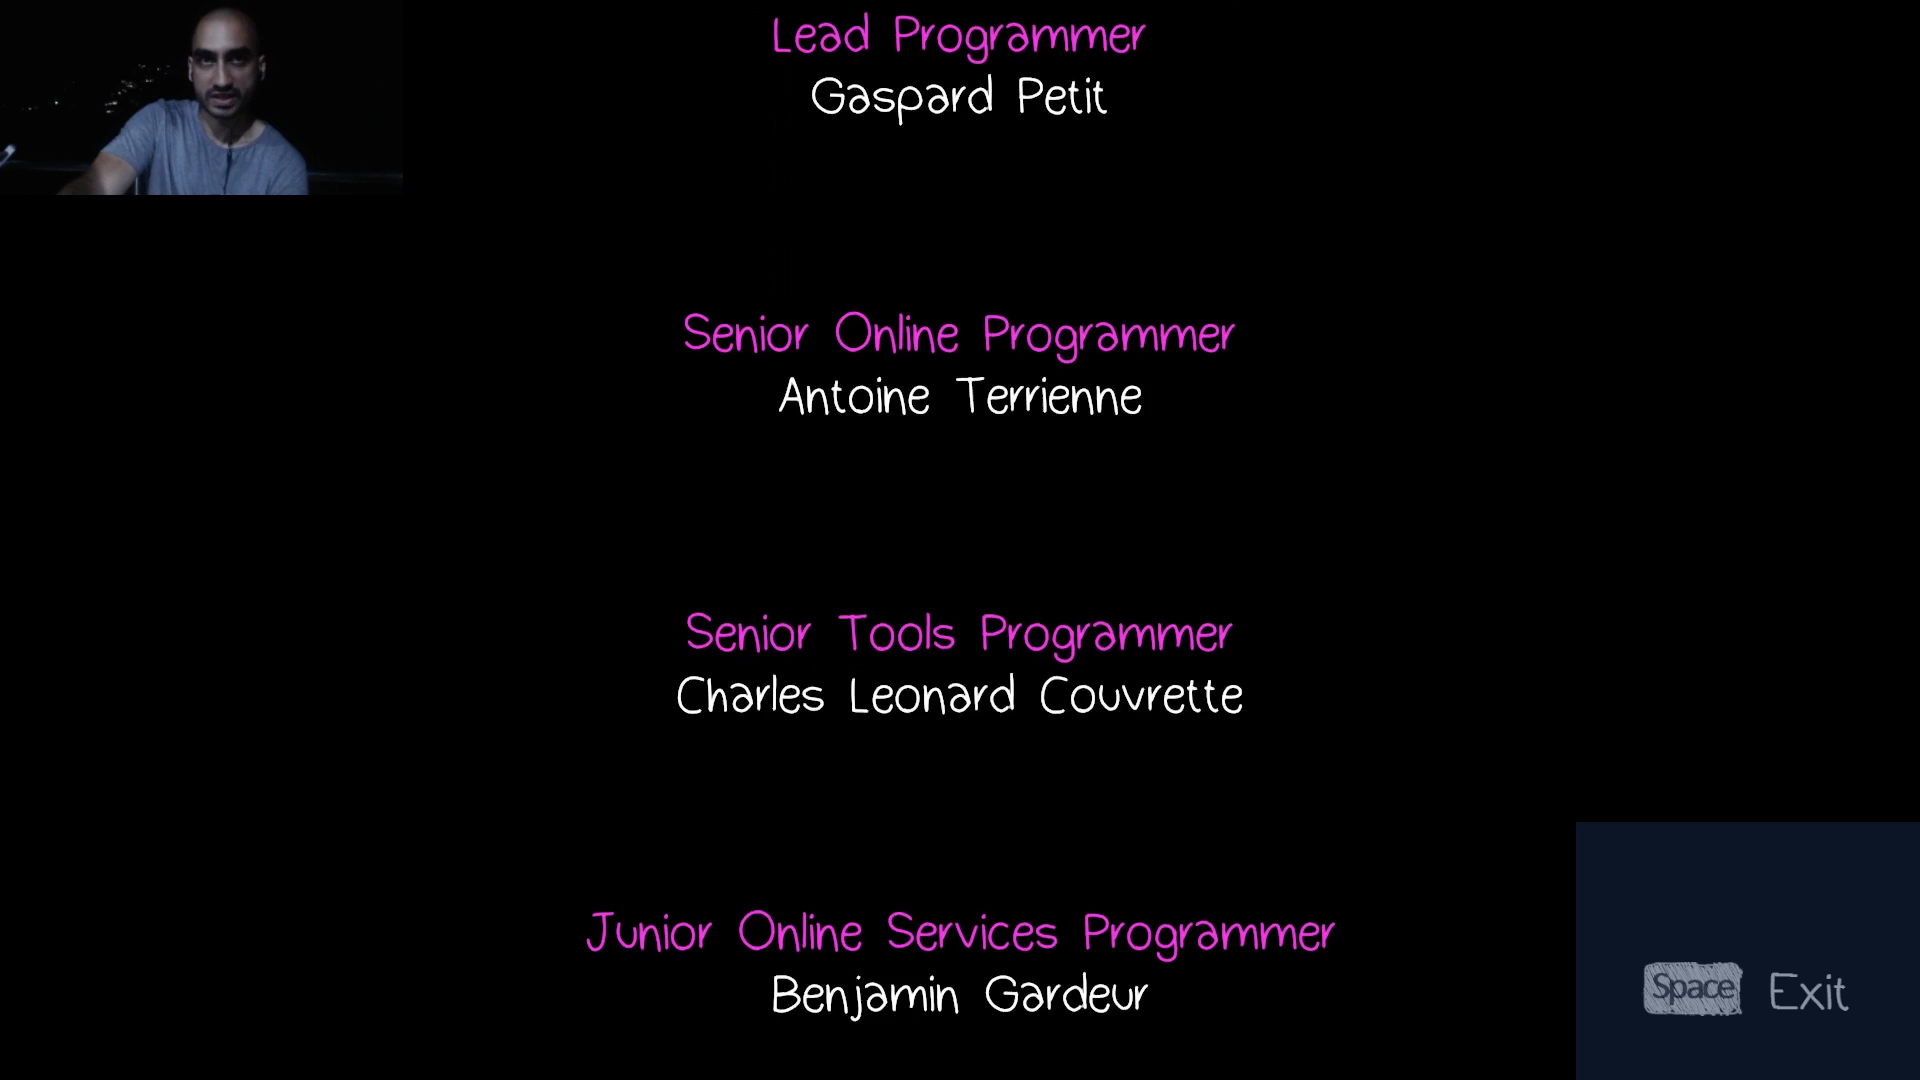 Lead Programmer
Gaspard Petit
Senior Online Programmer
Antoine Terrienne
Senior Tools Programmer
Charles Leonard Couvrette
Junior Online Services Programmer
Benjamin Gardeur
Space Exit